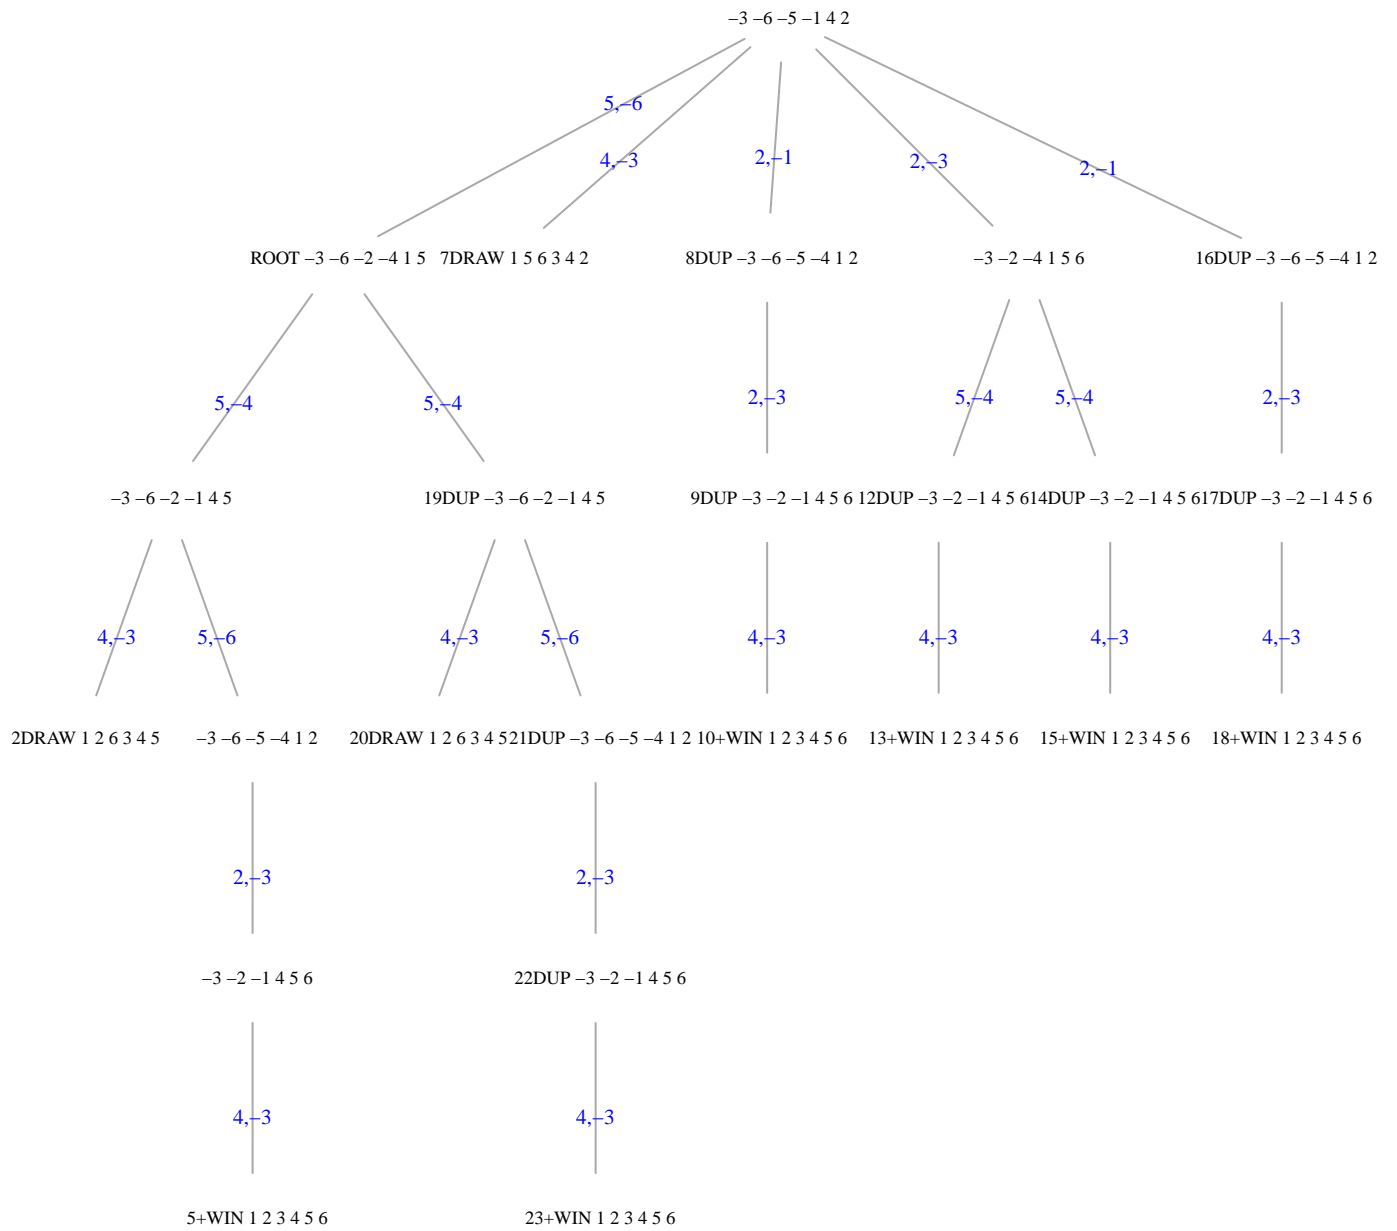 −3 −6 −5 −1 4 2
5,−6
4,−3
2,−1
2,−3
2,−1
ROOT −3 −6 −2 −4 1 5
7DRAW 1 5 6 3 4 2
8DUP −3 −6 −5 −4 1 2
−3 −2 −4 1 5 6
16DUP −3 −6 −5 −4 1 2
5,−4
5,−4
2,−3
5,−4
5,−4
2,−3
−3 −6 −2 −1 4 5
19DUP −3 −6 −2 −1 4 5
9DUP −3 −2 −1 4 5 6
12DUP −3 −2 −1 4 5 6
14DUP −3 −2 −1 4 5 6
17DUP −3 −2 −1 4 5 6
4,−3
5,−6
4,−3
5,−6
4,−3
4,−3
4,−3
4,−3
2DRAW 1 2 6 3 4 5
−3 −6 −5 −4 1 2
20DRAW 1 2 6 3 4 5
21DUP −3 −6 −5 −4 1 2
10+WIN 1 2 3 4 5 6
13+WIN 1 2 3 4 5 6
15+WIN 1 2 3 4 5 6
18+WIN 1 2 3 4 5 6
2,−3
2,−3
−3 −2 −1 4 5 6
22DUP −3 −2 −1 4 5 6
4,−3
4,−3
5+WIN 1 2 3 4 5 6
23+WIN 1 2 3 4 5 6